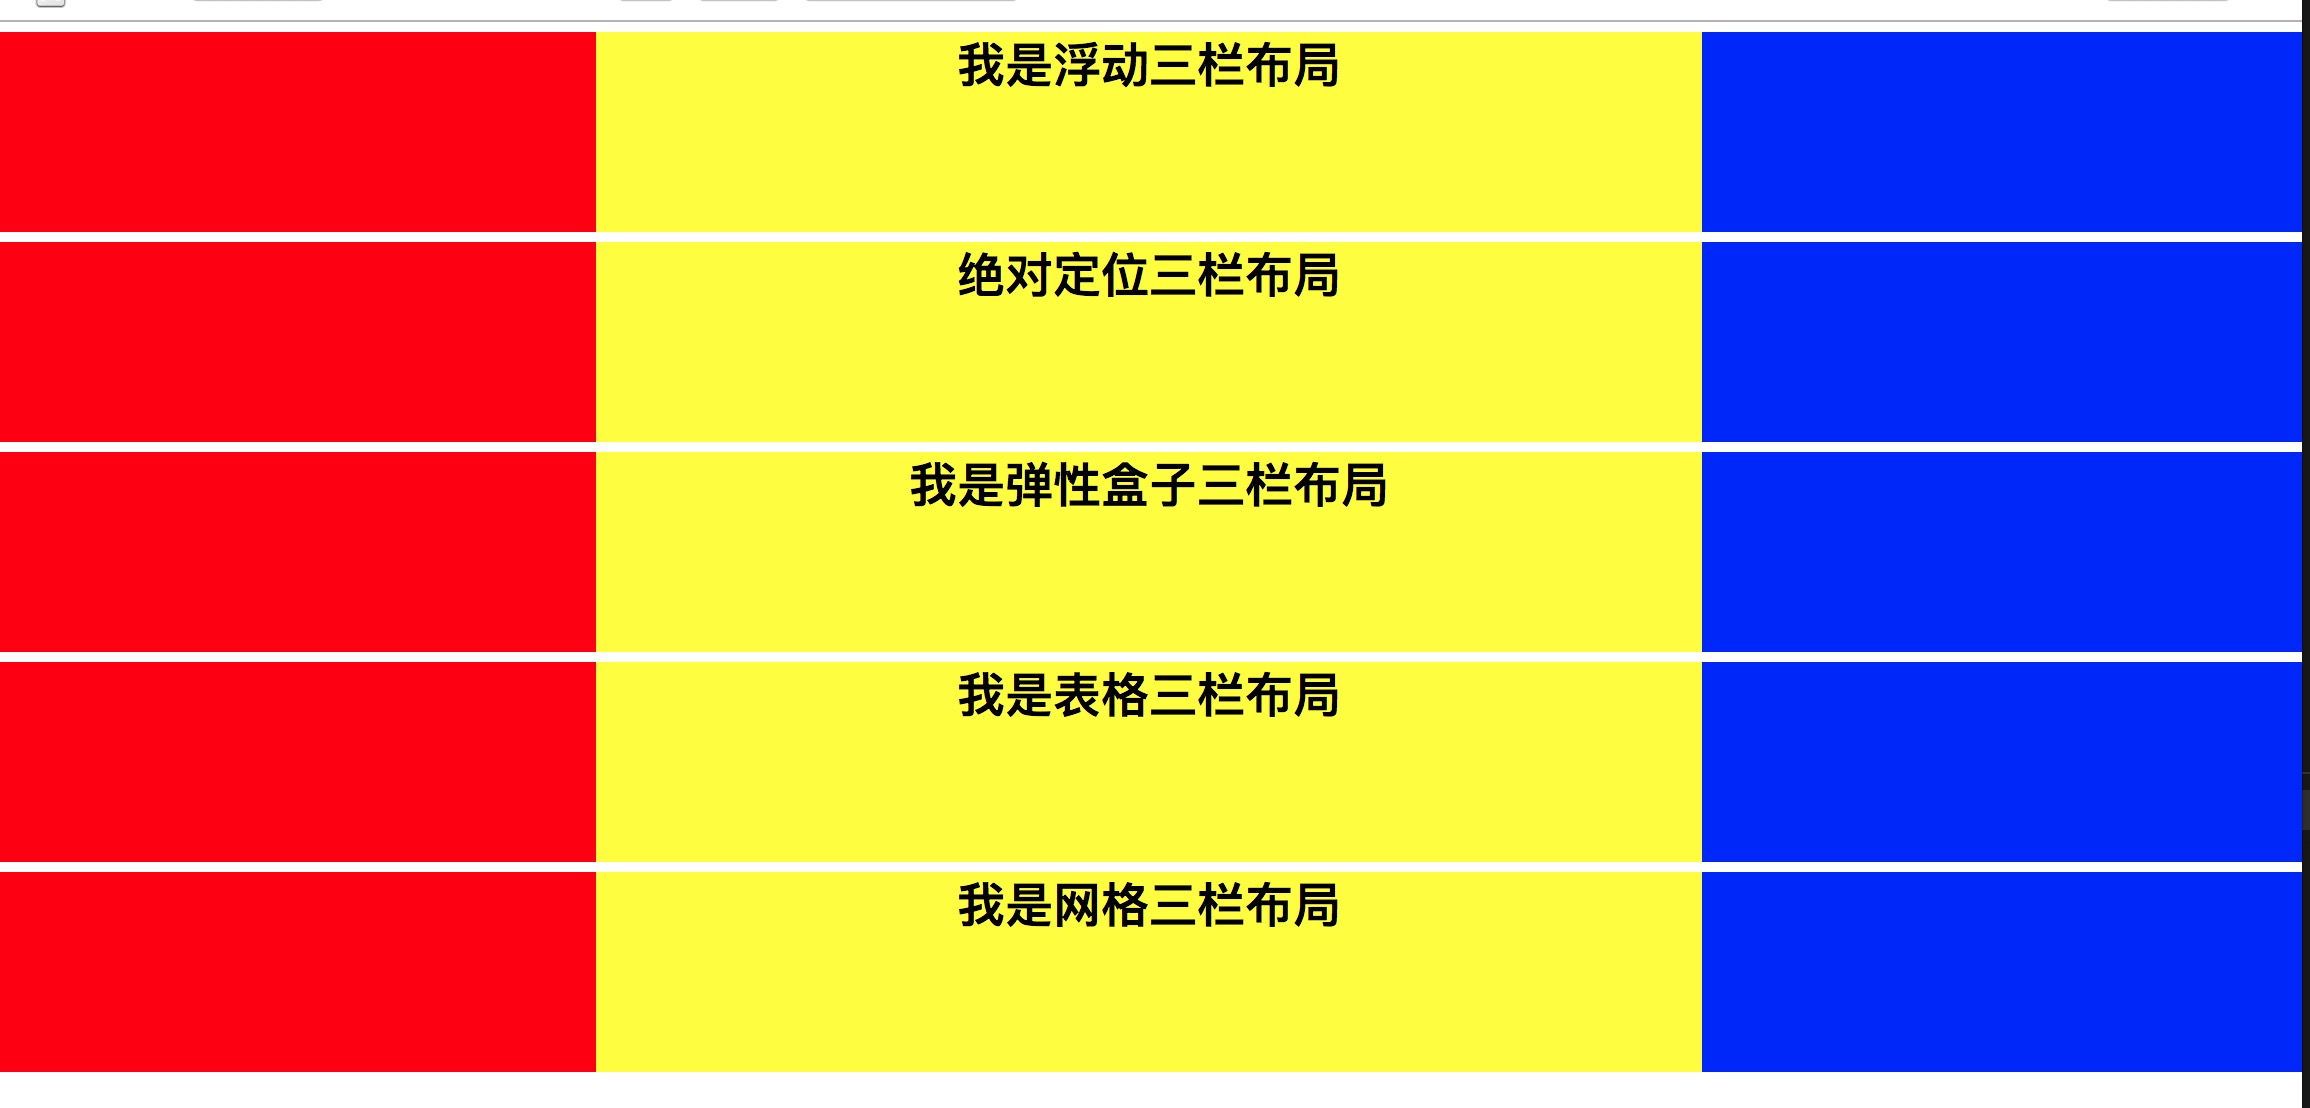 我是浮动三栏布局
绝对定位三栏布局
我是弹性盒子三栏布局
我是表格三栏布局
我是网格三栏布局